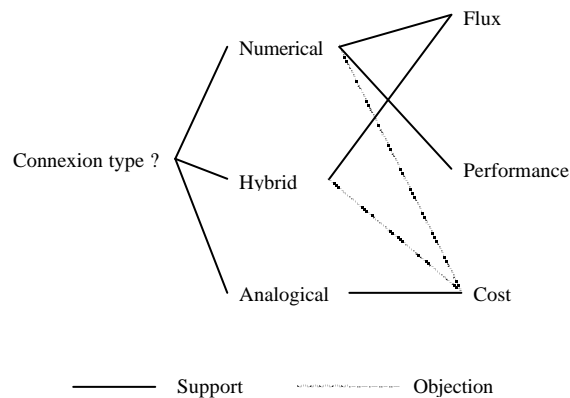 Flux
Numerical
Connexion type ?
Performance
Hybrid
Analogical
Cost
Support
Objection